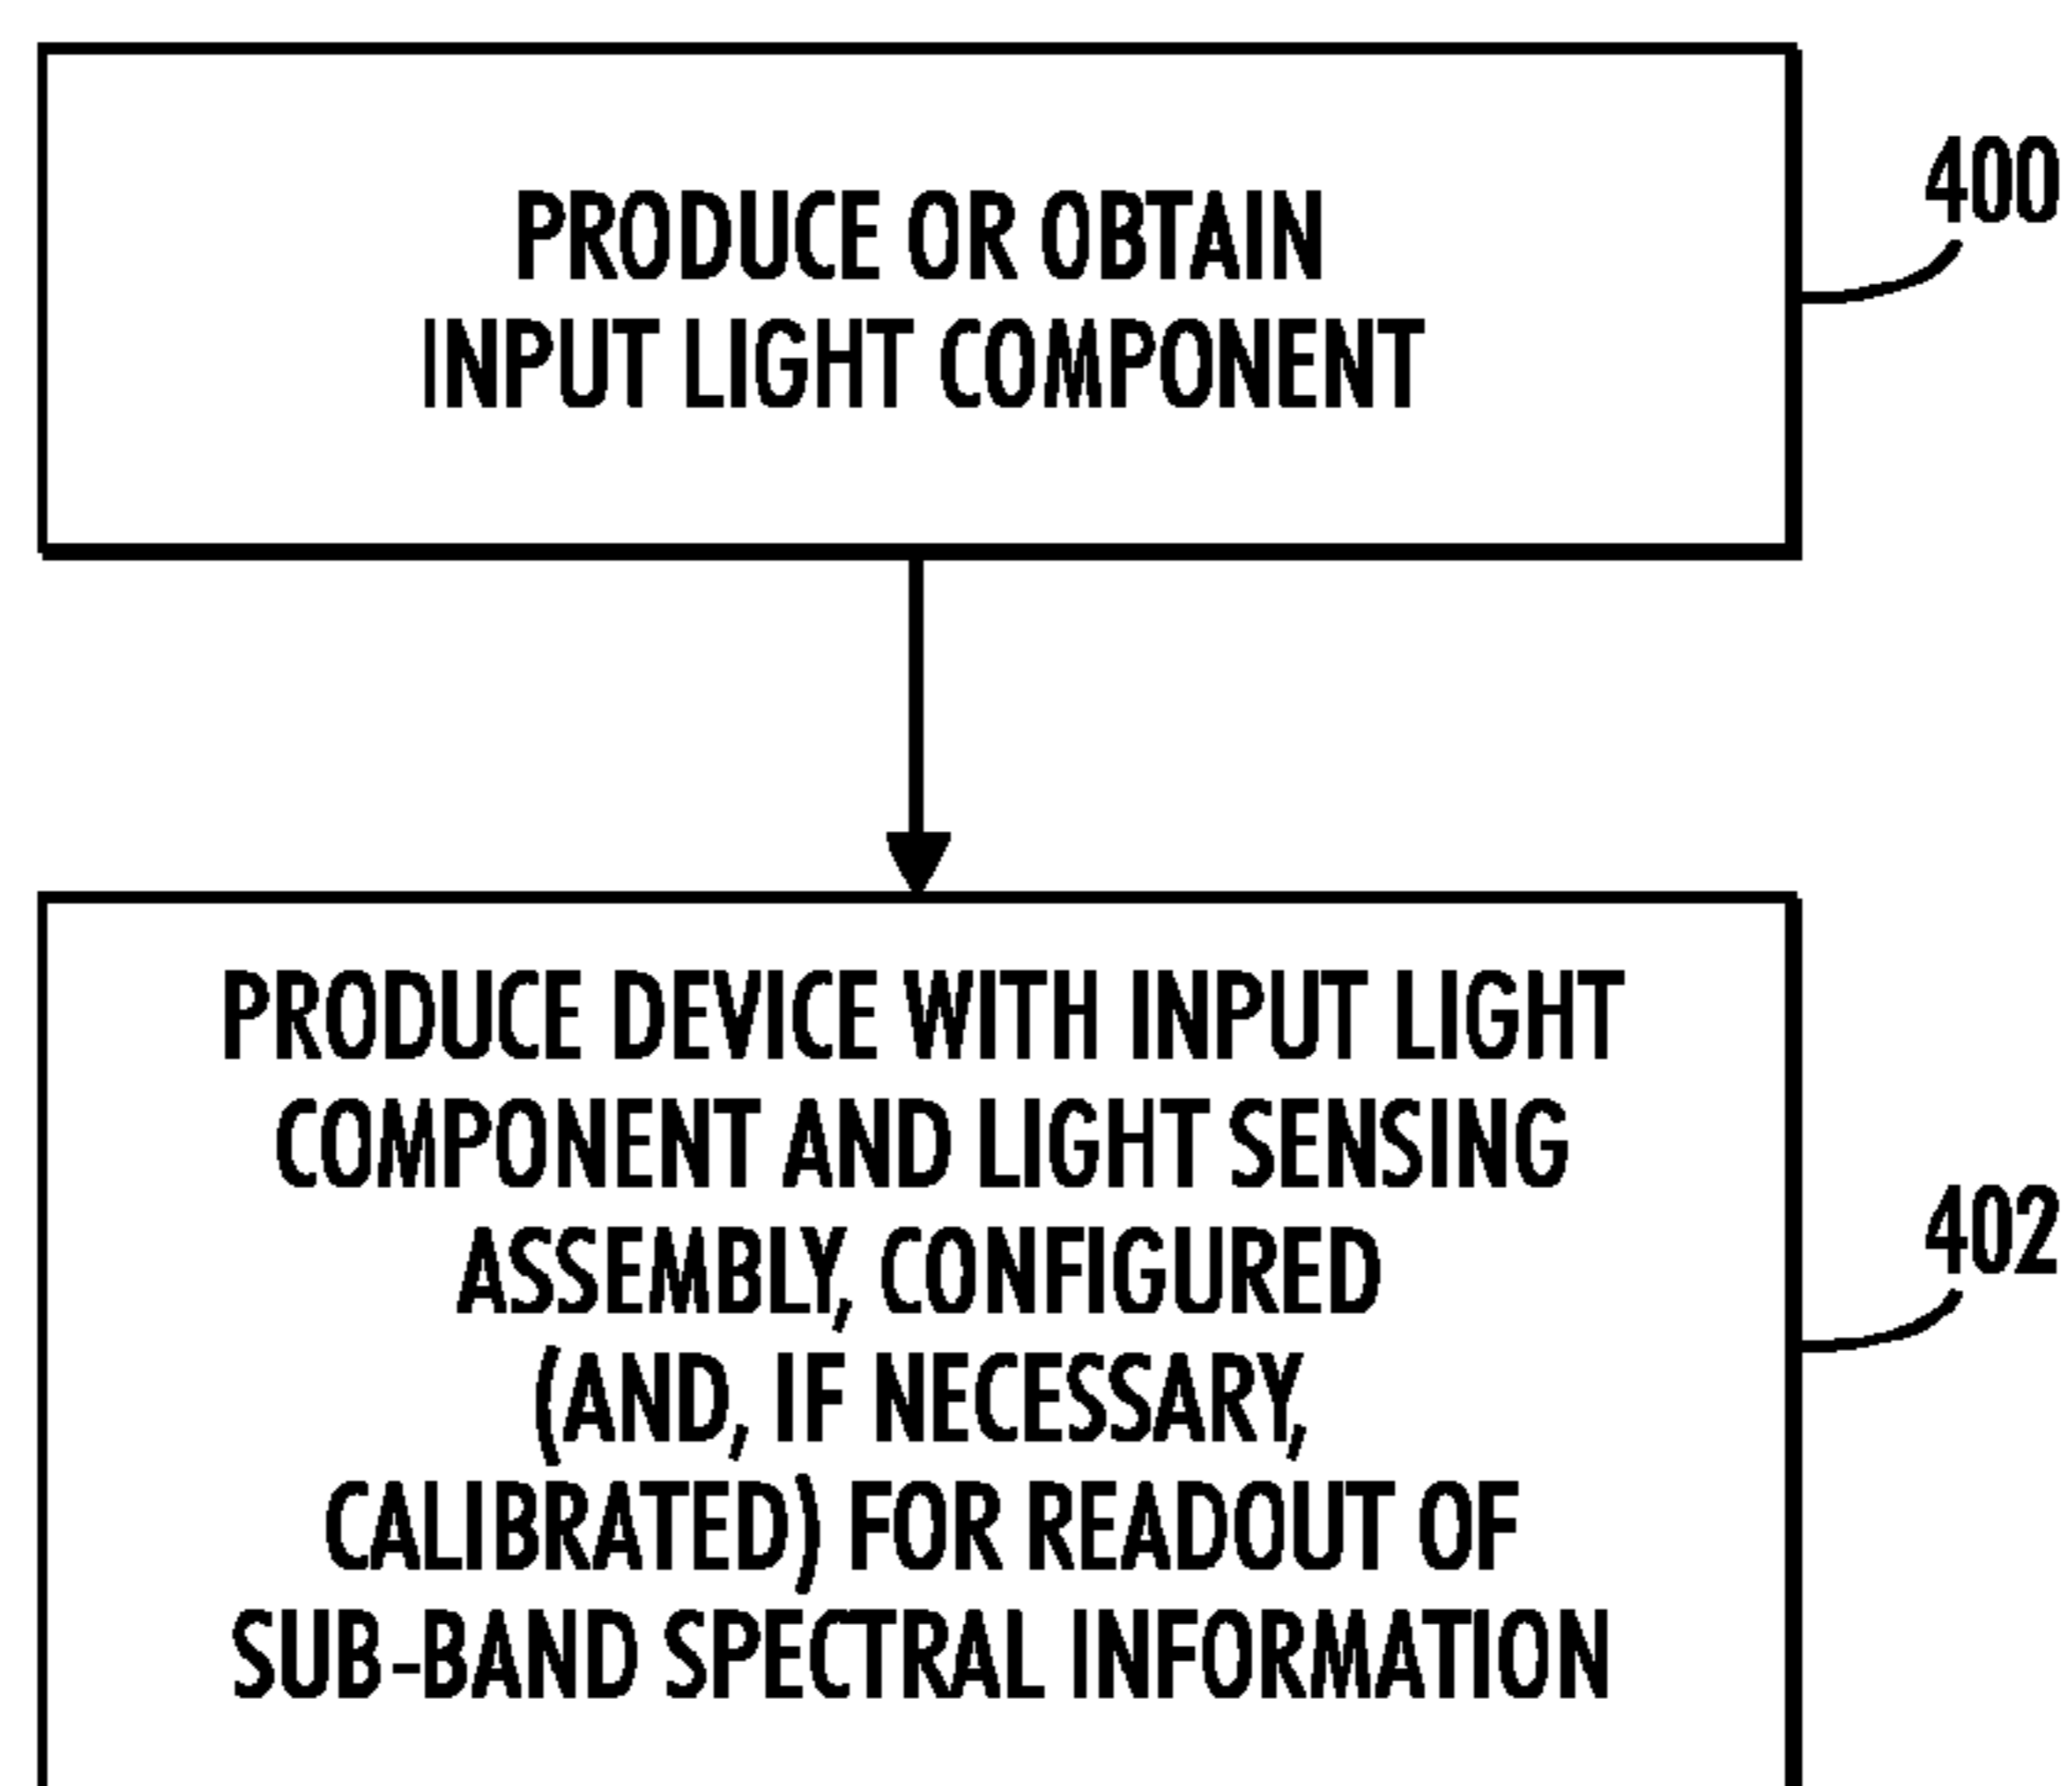 PRODUCE OR OBTAIN
INPUT LIGHT COMPONENT
400
PRODUCE DEVICE WITH INPUT LIGHT
COMPONENT AND LIGHT SENSING
ASSEMBLY, CONFIGURED
(AND, IF NECESSARY,
CALIBRATED) FOR READOUT OF
SUB-BAND SPECTRAL INFORMATION
402